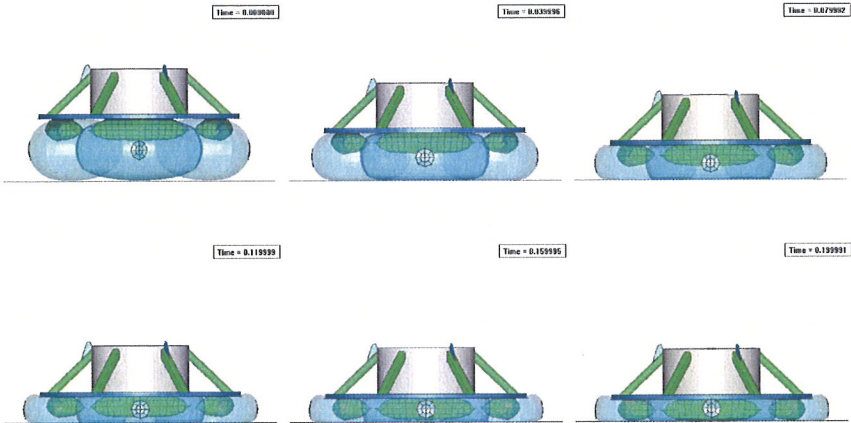 Time = 0.000000
Time = 0.039996
Time = 0.079992
Time = 0.119999
Time = 0.159995
Time = 0.199991